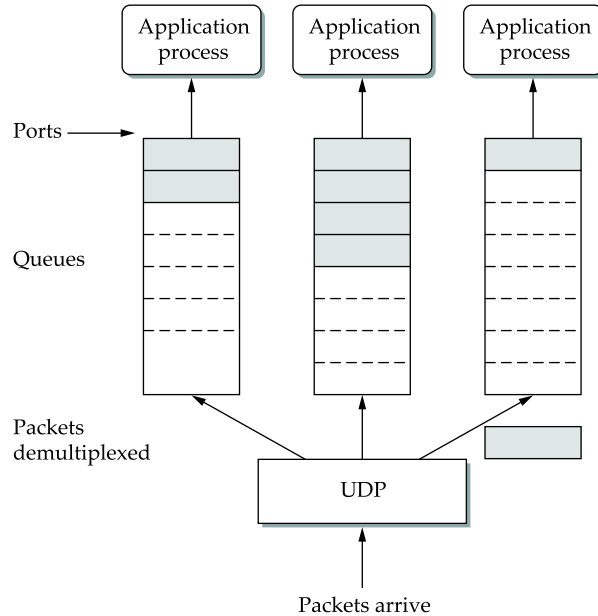 Application
process
Application
process
Application
process
Ports
Queues
Packets
demultiplexed
UDP
Packets arrive